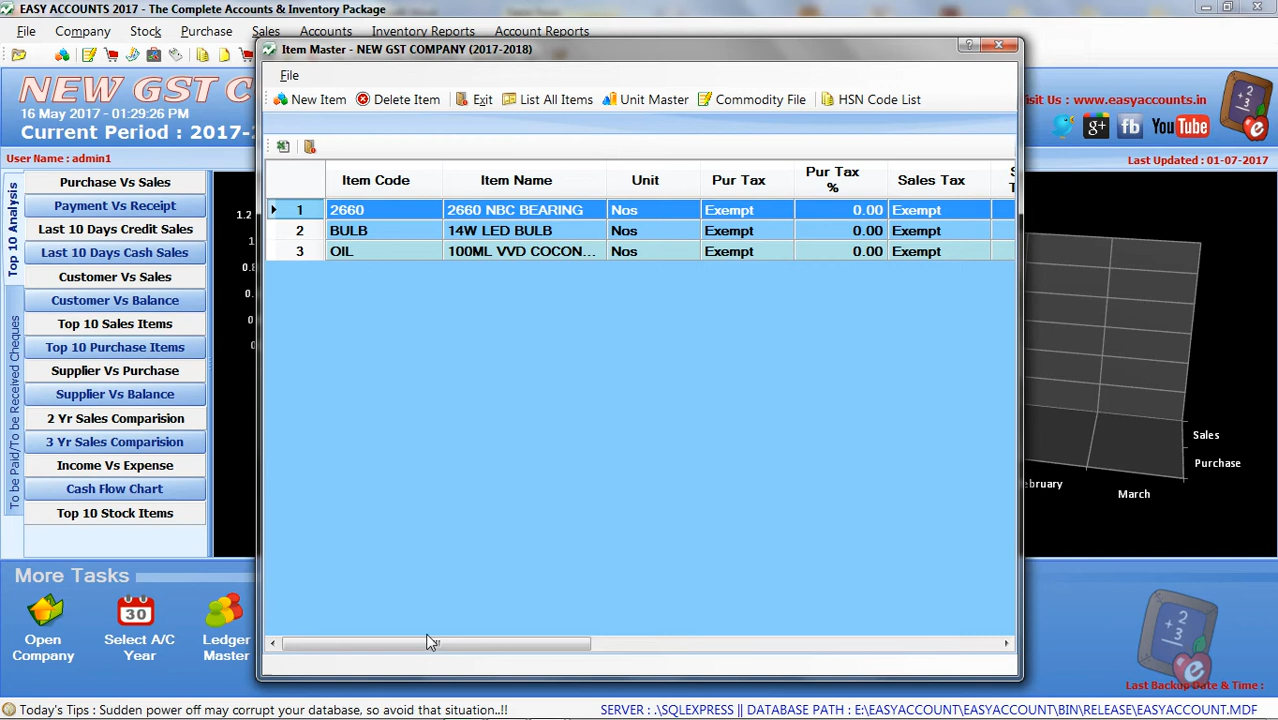 EASY ACCOUNTS 2017 - The Complete Accounts & Inventory Package
File Company Stock Purchase Sales Accounts Inventory Reports Account Reports
NEW GST C
16 May 2017 - 01:29:26 PM
Current Period : 2017-
Visit Us : www.easyaccounts.in
You Tube
User Name : admin1
Last Updated : 01-07-2017
Item Master - NEW GST COMPANY (2017-2018)
File
New Item Delete Item Exit List All Items Unit Master Commodity File HSN Code List
Item Code Item Name Unit Pur Tax Pur Tax % Sales Tax
1 2660 2660 NBC BEARING Nos Exempt 0.00 Exempt
2 BULB 14W LED BULB Nos Exempt 0.00 Exempt
3 OIL 100ML VVD COCON... Nos Exempt 0.00 Exempt
Top 10 Analysis
To be Paid/To be Received Cheques
Purchase Vs Sales
Payment Vs Receipt
Last 10 Days Credit Sales
Last 10 Days Cash Sales
Customer Vs Sales
Customer Vs Balance
Top 10 Sales Items
Top 10 Purchase Items
Supplier Vs Purchase
Supplier Vs Balance
2 Yr Sales Comparision
3 Yr Sales Comparision
Income Vs Expense
Cash Flow Chart
Top 10 Stock Items
1.2
Sales
Purchase
ebruary
March
More Tasks
Open Company
Select A/C Year
Ledger Master
30
Last Backup Date & Time :
Today's Tips : Sudden power off may corrupt your database, so avoid that situation..!!
SERVER : .\SQLEXPRESS || DATABASE PATH : E:\EASYACCOUNT\EASYACCOUNT\BIN\RELEASE\EASYACCOUNT.MDF